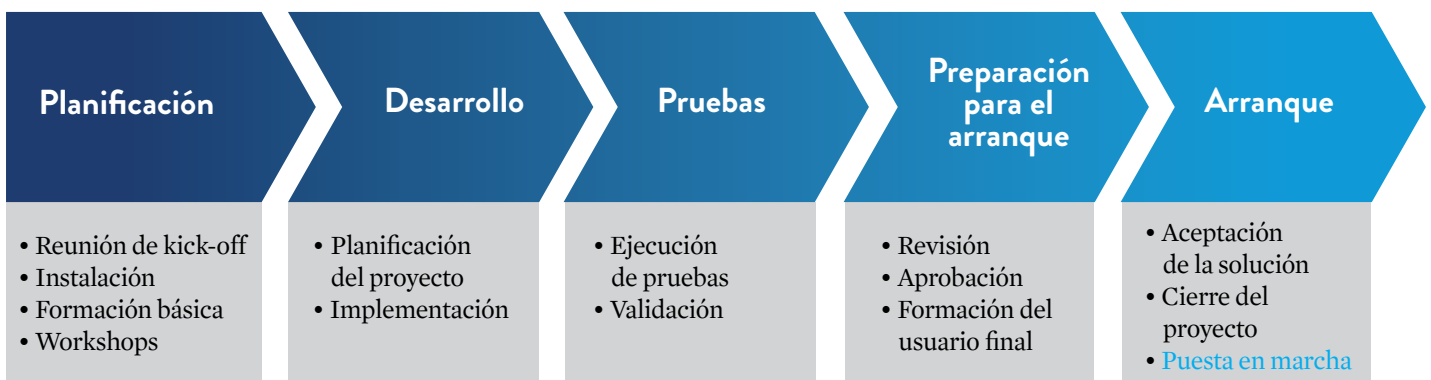 Planificación
Desarrollo
Pruebas
Preparación
para el
arranque
Arranque
• Reunión de kick-off
• Instalación
• Formación básica
• Workshops
• Planificación
del proyecto
• Implementación
• Ejecución
de pruebas
• Validación
• Revisión
• Aprobación
• Formación del
usuario final
• Aceptación
de la solución
• Cierre del
proyecto
• Puesta en marcha